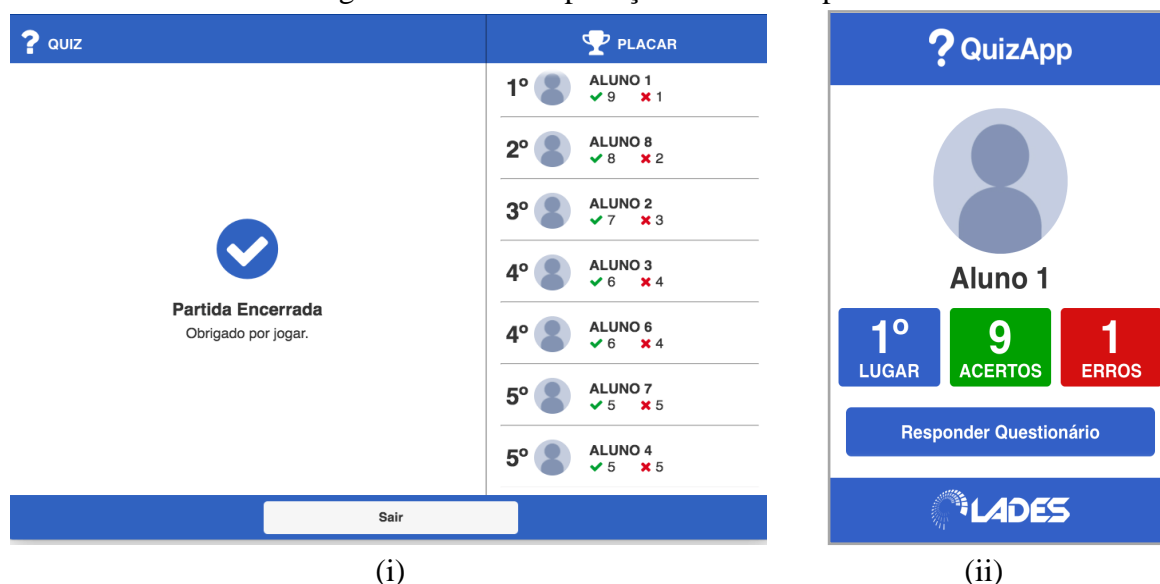 ? QUIZ
PLACAR
1º
ALUNO 1
9 1
2º
ALUNO 8
8 2
3º
ALUNO 2
7 3
4º
ALUNO 3
6 4
4º
ALUNO 6
6 4
5º
ALUNO 7
5 5
5º
ALUNO 4
5 5
Partida Encerrada
Obrigado por jogar.
Sair
(i)
? QuizApp
Aluno 1
1º
LUGAR
9
ACERTOS
1
ERROS
Responder Questionário
LADES
(ii)